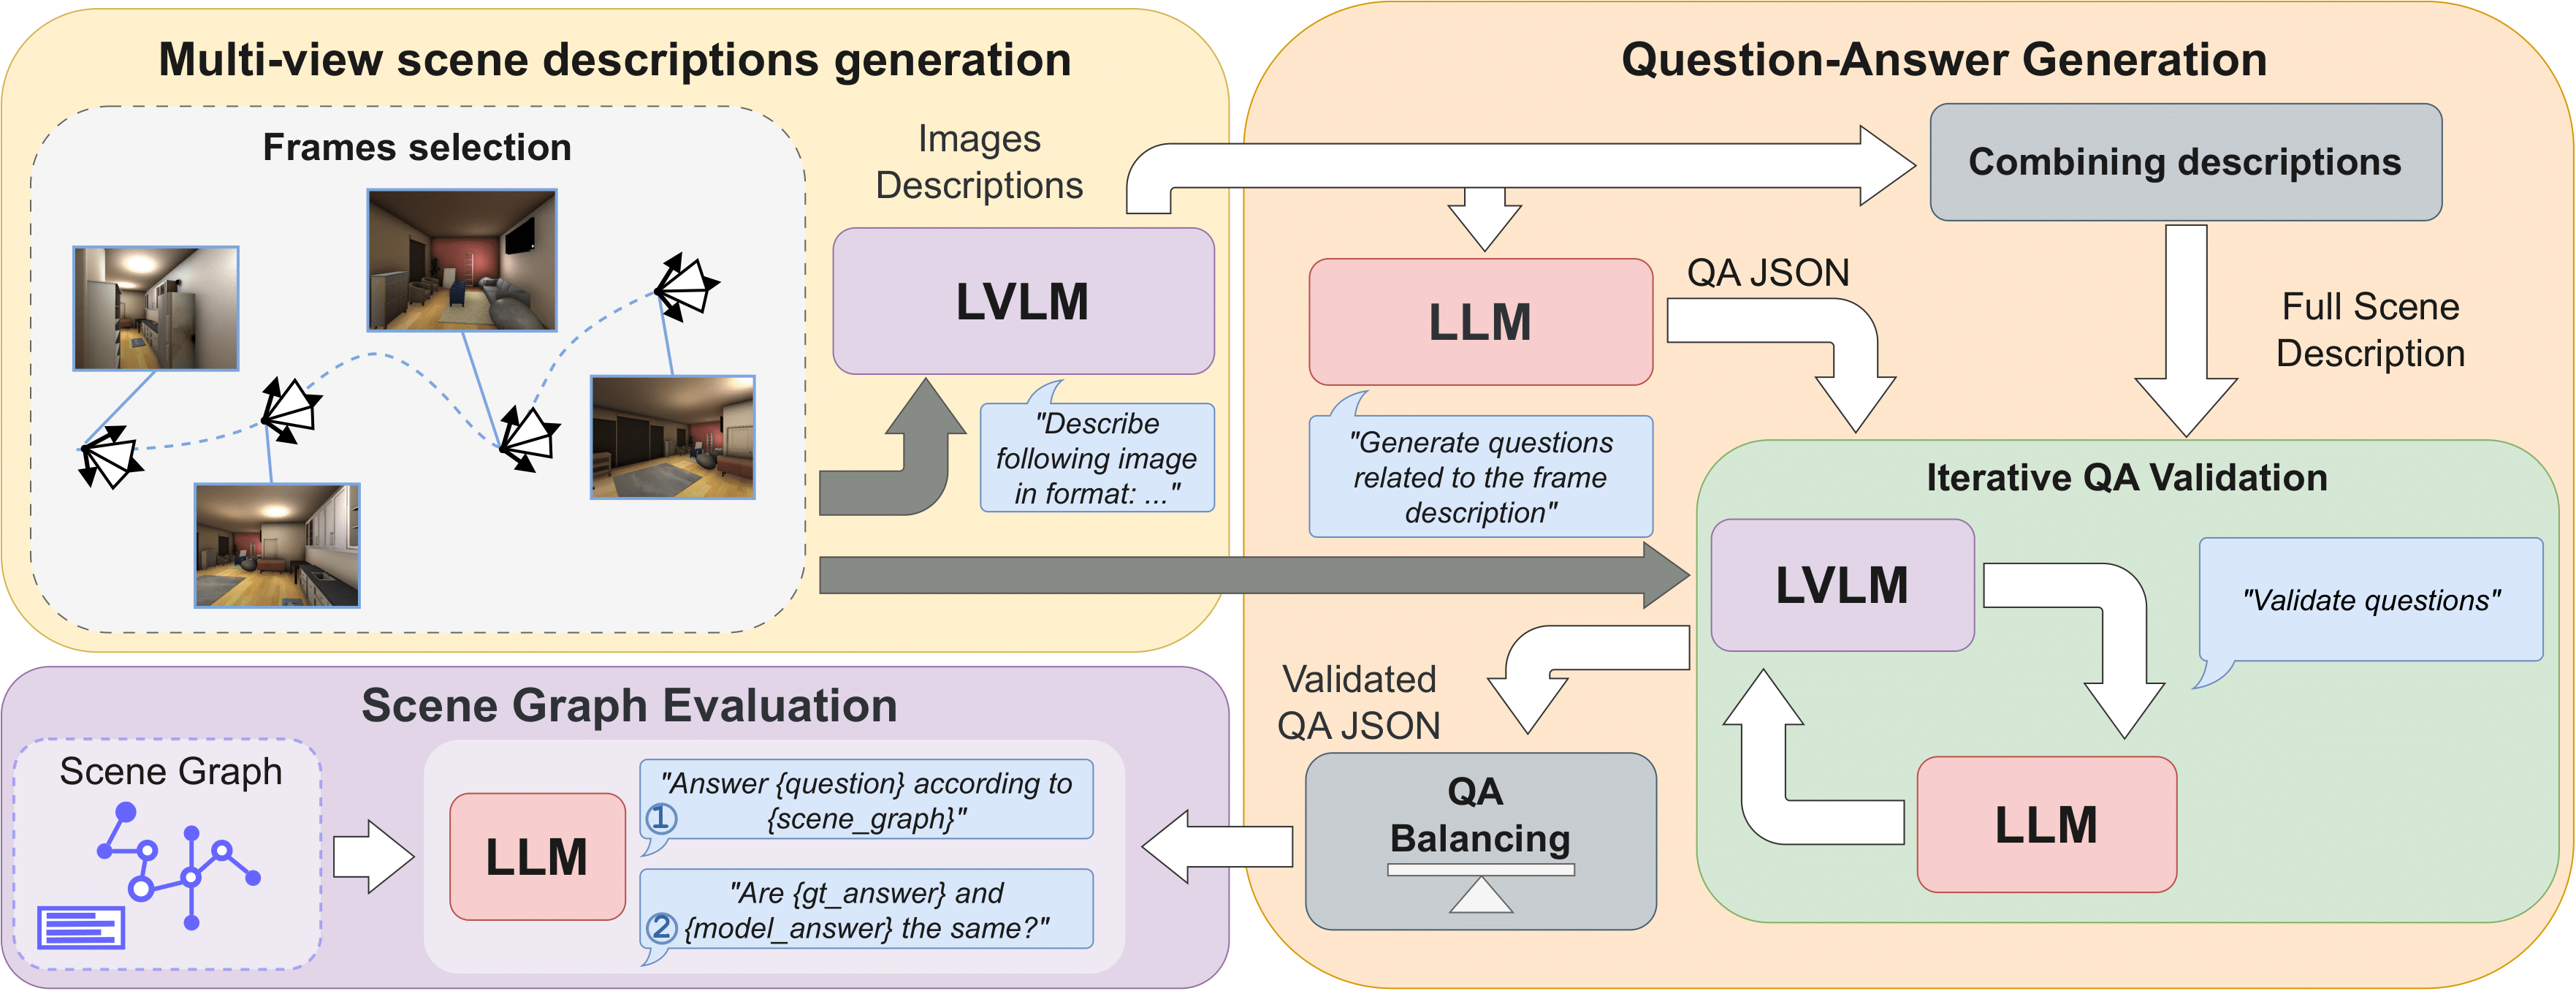 Multi-view scene descriptions generation
Frames selection
Images
Descriptions
LVLM
"Describe
following image
in format: ..."
Question-Answer Generation
Combining descriptions
LLM
QA JSON
"Generate questions
related to the frame
description"
Full Scene
Description
Iterative QA Validation
LVLM
"Validate questions"
LLM
Validated
QA JSON
QA
Balancing
Scene Graph Evaluation
Scene Graph
LLM
"Answer {question} according to
1 {scene_graph}"
"Are {gt_answer} and
2 {model_answer} the same?"